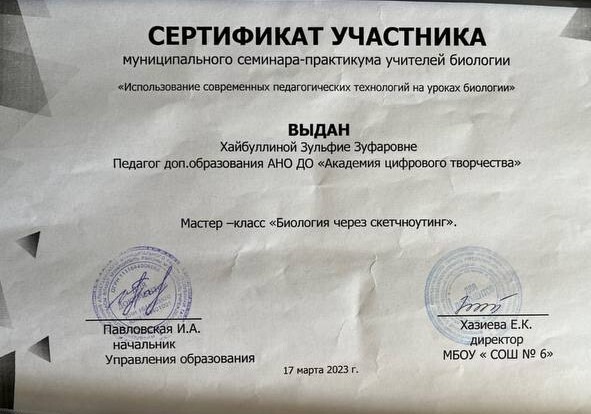 СЕРТИФИКАТ УЧАСТНИКА
муниципального семинара-практикума учителей биологии
«Использование современных педагогических технологий на уроках биологии»
ВЫДАН
Хайбуллиной Зульфие Зуфаровне
Педагог доп.образования АНО ДО «Академия цифрового творчества»
Мастер –класс «Биология через скетчноутинг».
Павловская И.А.
начальник
Управления образования
Хазиева Е.К.
директор
МБОУ « СОШ № 6»
17 марта 2023 г.